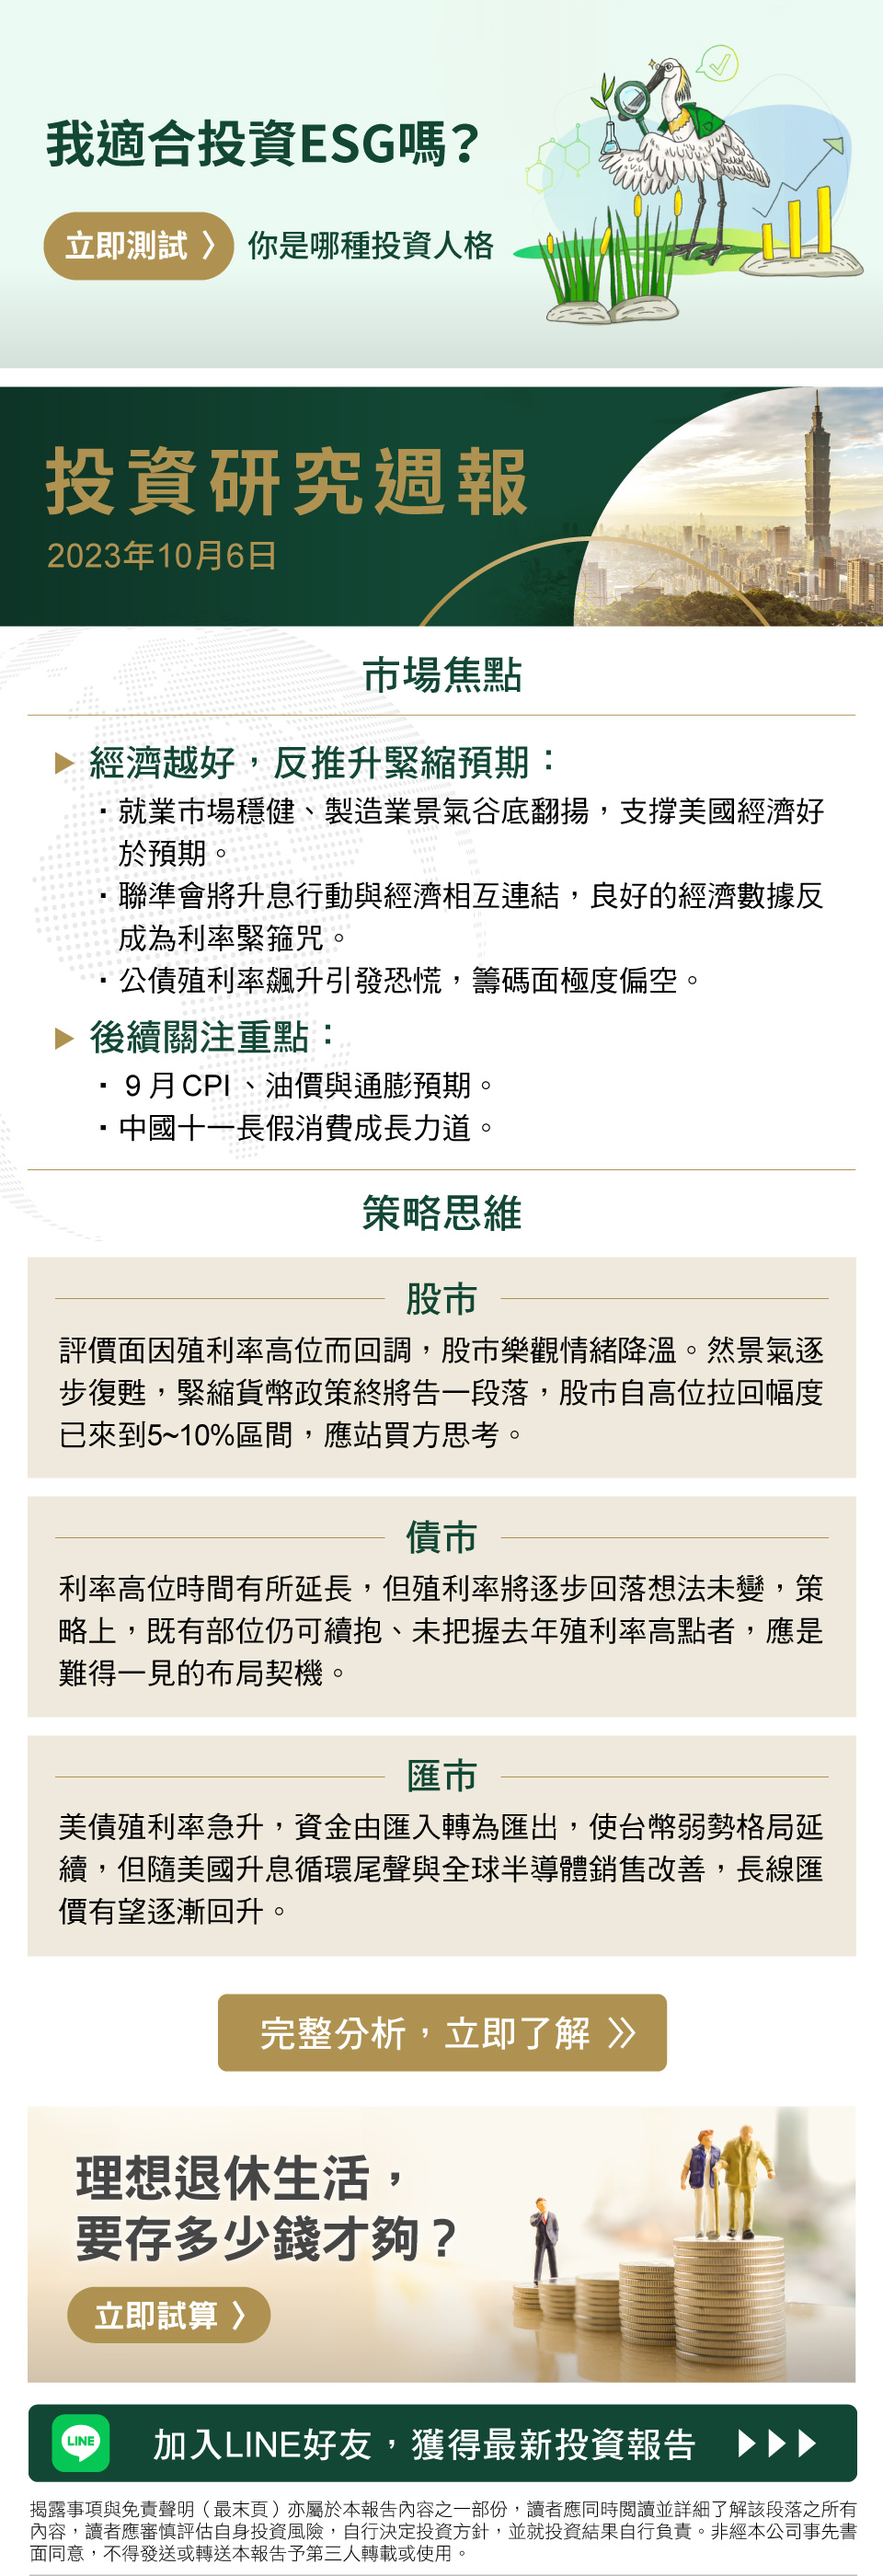 我適合投資ESG嗎？
立即測試 〉 你是哪種投資人格
投資研究週報
2023年10月6日
市場焦點
▶ 經濟越好，反推升緊縮預期：
・就業市場穩健、製造業景氣谷底翻揚，支撐美國經濟好
於預期。
・聯準會將升息行動與經濟相互連結，良好的經濟數據反
成為利率緊箍咒。
・公債殖利率飆升引發恐慌，籌碼面極度偏空。
▶ 後續關注重點：
・ 9 月 CPI 、油價與通膨預期。
・中國十一長假消費成長力道。
策略思維
股市
評價面因殖利率高位而回調，股市樂觀情緒降溫。然景氣逐
步復甦，緊縮貨幣政策終將告一段落，股市自高位拉回幅度
已來到5~10%區間，應站買方思考。
債市
利率高位時間有所延長，但殖利率將逐步回落想法未變，策
略上，既有部位仍可續抱、未把握去年殖利率高點者，應是
難得一見的布局契機。
匯市
美債殖利率急升，資金由匯入轉為匯出，使台幣弱勢格局延
續，但隨美國升息循環尾聲與全球半導體銷售改善，長線匯
價有望逐漸回升。
完整分析，立即了解 》
理想退休生活，
要存多少錢才夠？
立即試算 〉
LINE 加入LINE好友，獲得最新投資報告 ▶▶▶
揭露事項與免責聲明（最末頁）亦屬於本報告內容之一部份，讀者應同時閱讀並詳細了解該段落之所有
內容，讀者應審慎評估自身投資風險，自行決定投資方針，並就投資結果自行負責。非經本公司事先書
面同意，不得發送或轉送本報告予第三人轉載或使用。